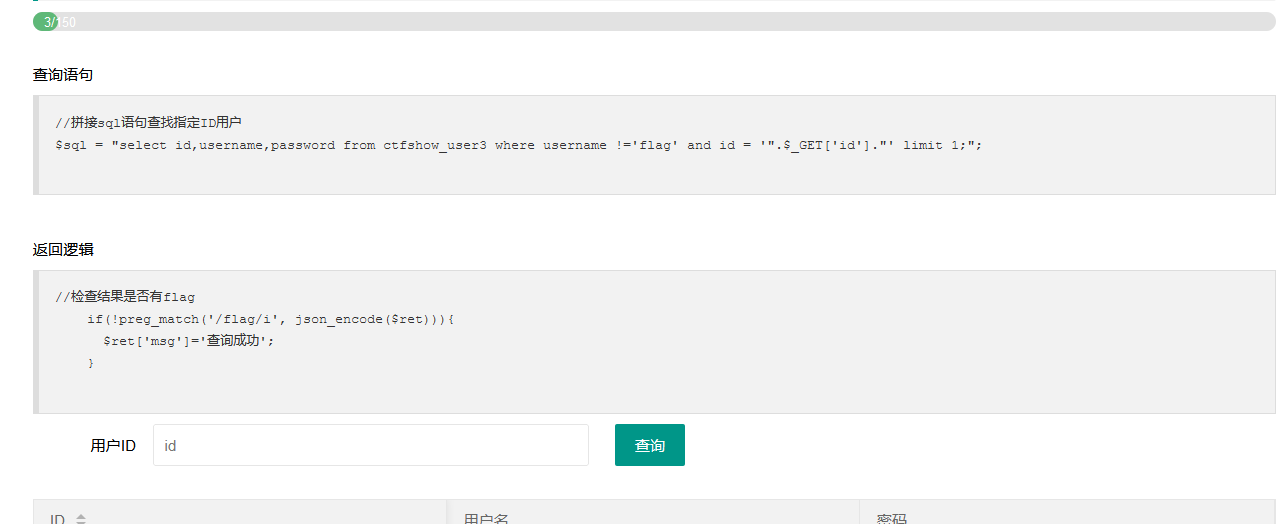 3/150
查询语句
//拼接sql语句查找指定ID用户
$sql = "select id,username,password from ctfshow_user3 where username !='flag' and id = '".$_GET['id']."' limit 1;";
返回逻辑
//检查结果是否有flag
    if(!preg_match('/flag/i', json_encode($ret))){
      $ret['msg']='查询成功';
    }
用户ID id 查询
ID 用户名 密码